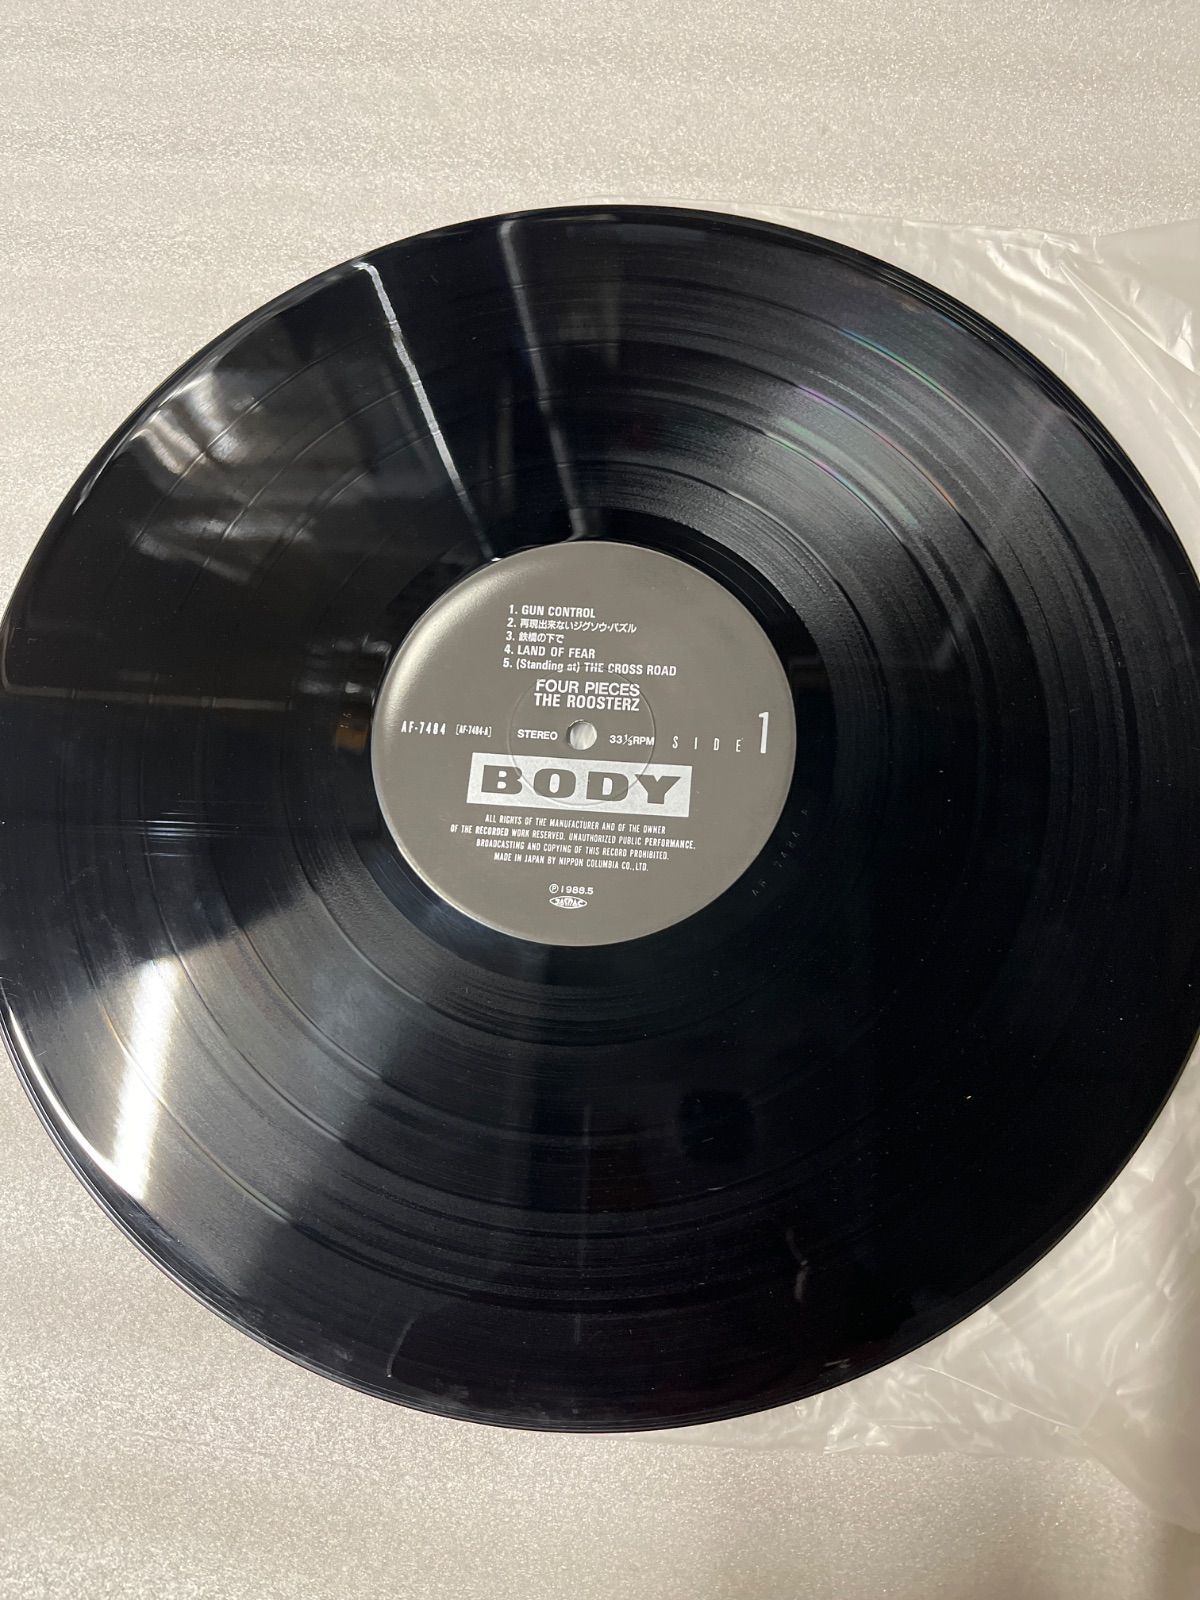 1. GUN CONTROL
2. 再現出来ないジグソウ・パズル
3. 鉄橋の下で
4. LAND OF FEAR
5. (Standing at) THE CROSS ROAD
FOUR PIECES
THE ROOSTERZ
AF-7484 [AF-7484-A] STEREO 33⅓RPM SIDE 1
BODY
ALL RIGHTS OF THE MANUFACTURER AND OF THE OWNER
OF THE RECORDED WORK RESERVED. UNAUTHORIZED PUBLIC PERFORMANCE.
BROADCASTING AND COPYING OF THIS RECORD PROHIBITED.
MADE IN JAPAN BY NIPPON COLUMBIA CO., LTD.
Ⓟ1988.5
JASRAC